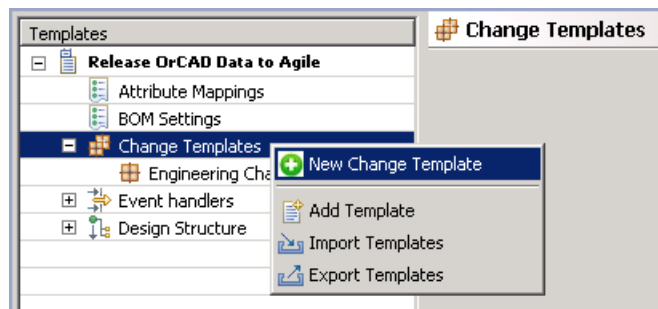 Templates
Change Templates
Release OrCAD Data to Agile
Attribute Mappings
BOM Settings
Change Templates
New Change Template
Engineering Cha
Event handlers
Add Template
Design Structure
Import Templates
Export Templates